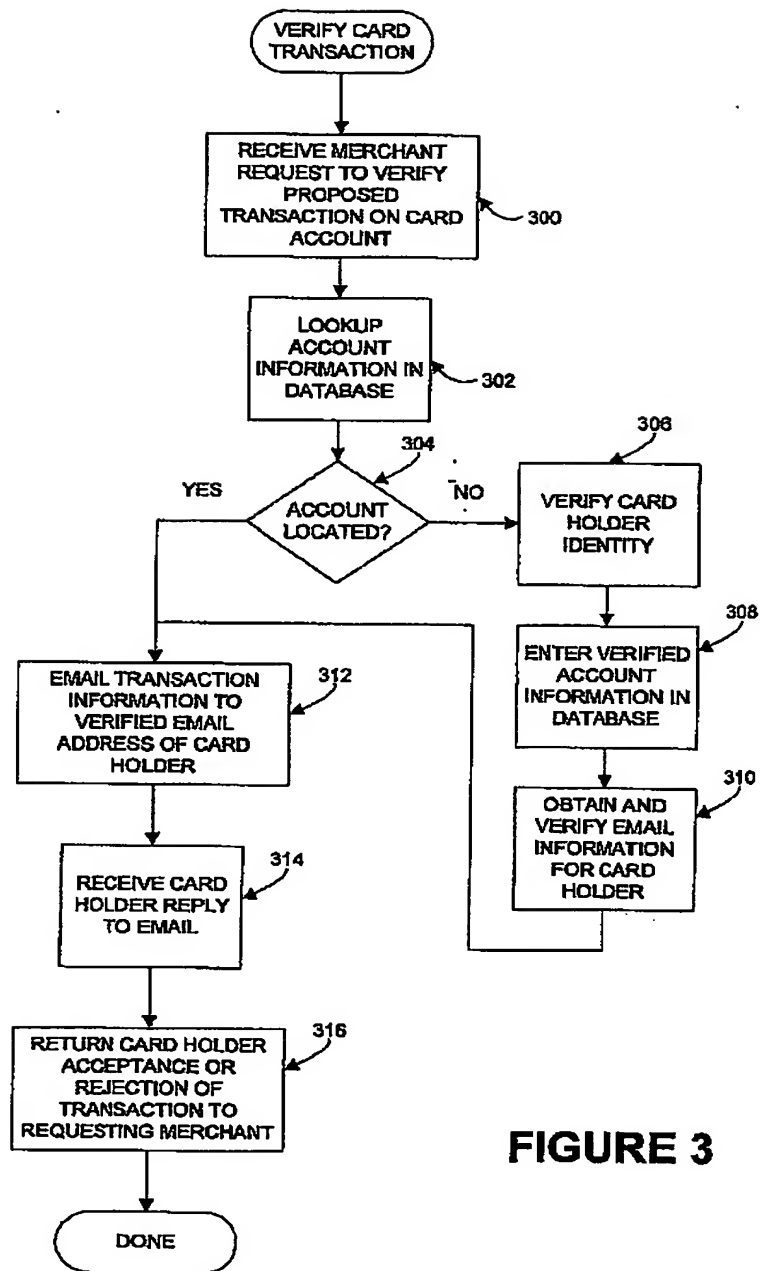 VERIFY CARD
TRANSACTION
RECEIVE MERCHANT
REQUEST TO VERIFY
PROPOSED
TRANSACTION ON CARD
ACCOUNT
300
LOOKUP
ACCOUNT
INFORMATION IN
DATABASE
302
304
ACCOUNT
LOCATED?
YES
NO
306
VERIFY CARD
HOLDER
IDENTITY
308
ENTER VERIFIED
ACCOUNT
INFORMATION IN
DATABASE
310
OBTAIN AND
VERIFY EMAIL
INFORMATION
FOR CARD
HOLDER
312
EMAIL TRANSACTION
INFORMATION TO
VERIFIED EMAIL
ADDRESS OF CARD
HOLDER
314
RECEIVE CARD
HOLDER REPLY
TO EMAIL
316
RETURN CARD HOLDER
ACCEPTANCE OR
REJECTION OF
TRANSACTION TO
REQUESTING MERCHANT
DONE
FIGURE 3